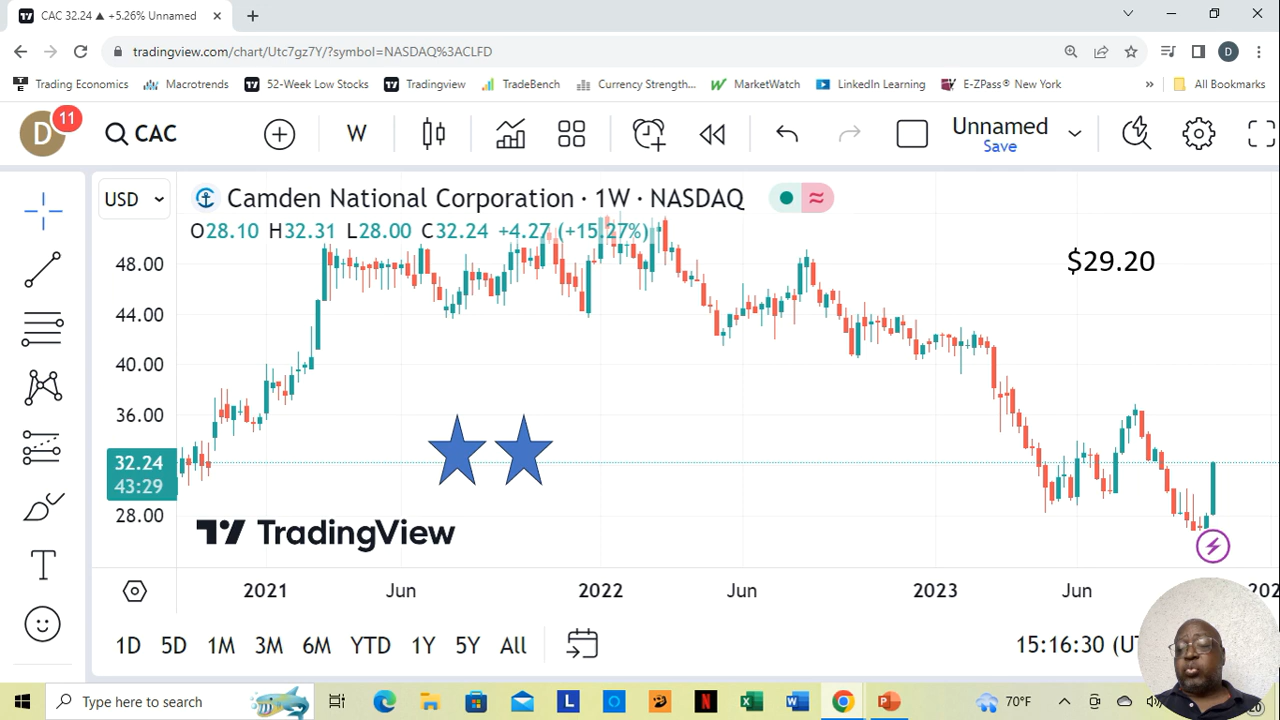 CAC 32.24 ▲ +5.26% Unnamed
tradingview.com/chart/Utc7gz7Y/?symbol=NASDAQ%3ACLFD
D
Trading Economics Macrotrends 52-Week Low Stocks Tradingview TradeBench Currency Strength... MarketWatch LinkedIn Learning E-ZPass® New York » All Bookmarks
D 11 CAC W Unnamed
Save
USD Camden National Corporation · 1W · NASDAQ
O28.10 H32.31 L28.00 C32.24 +4.27 (+15.27%)
$29.20
48.00
44.00
40.00
36.00
32.24
43:29
28.00
TradingView
2021 Jun 2022 Jun 2023 Jun
1D 5D 1M 3M 6M YTD 1Y 5Y All 15:16:30
Type here to search 70°F